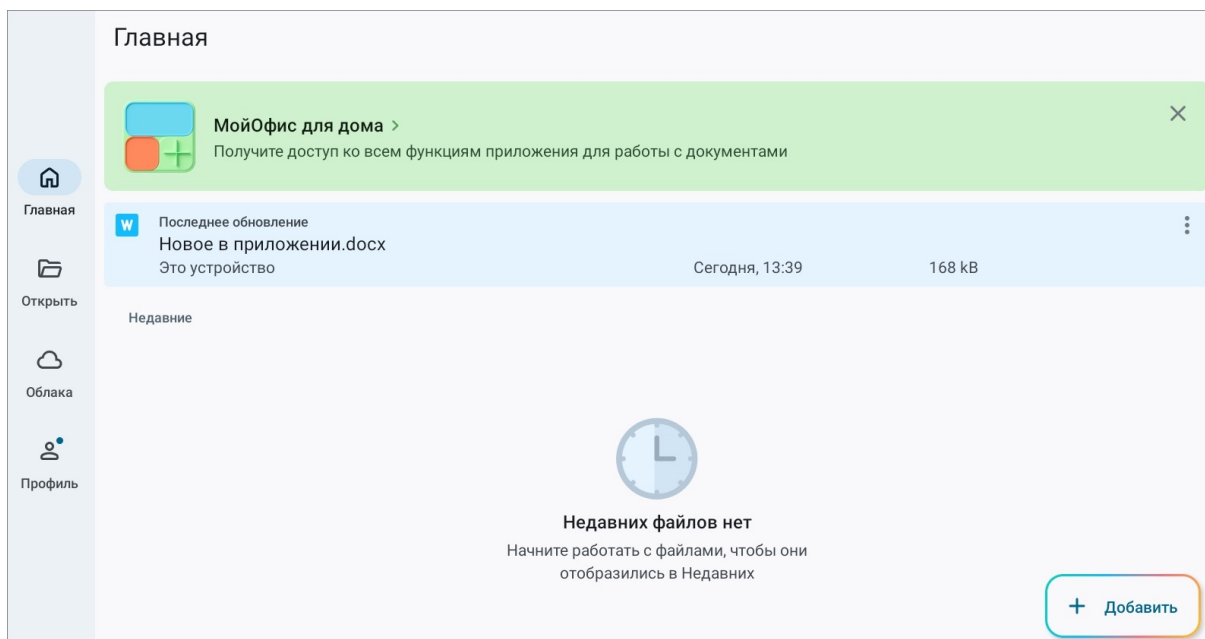 Главная
МойОфис для дома >
Получите доступ ко всем функциям приложения для работы с документами
Главная
Открыть
Облака
Профиль
W
Последнее обновление
Новое в приложении.docx
Это устройство Сегодня, 13:39 168 kB
Недавние
Недавних файлов нет
Начните работать с файлами, чтобы они
отобразились в Недавних
+ Добавить